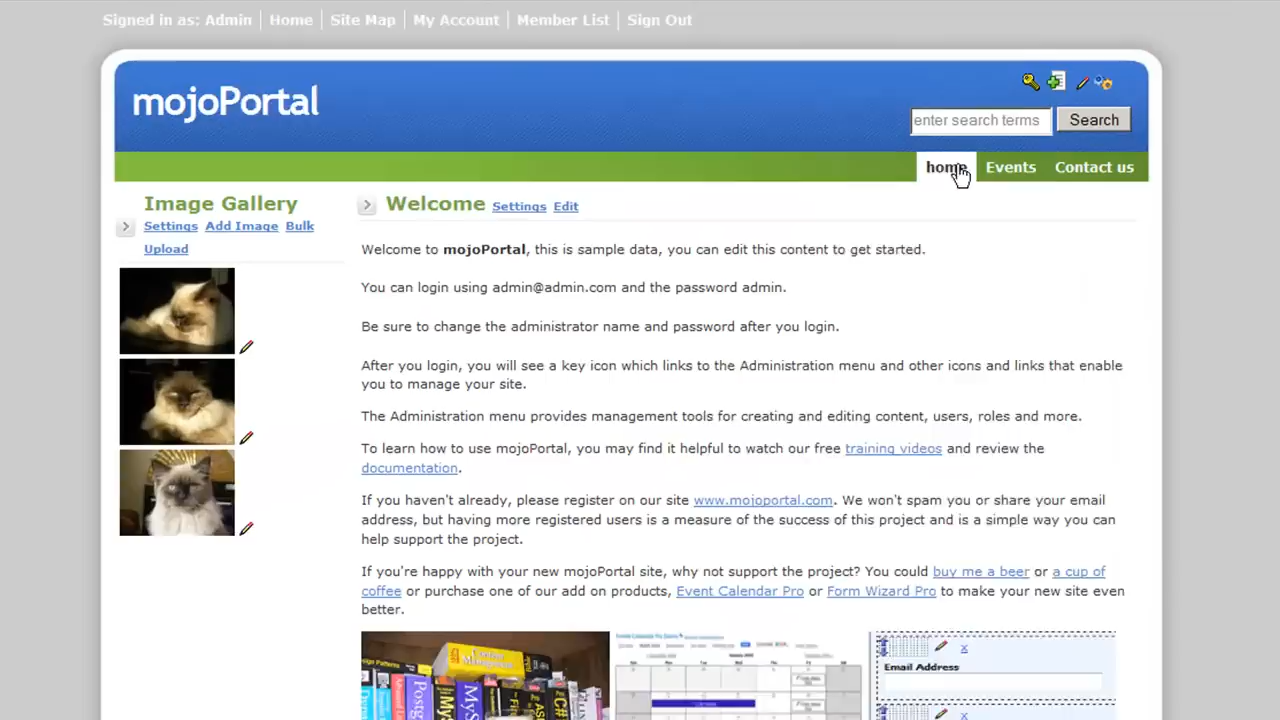 Signed in as: Admin Home Site Map My Account Member List Sign Out
mojoPortal
enter search terms Search
home Events Contact us
Image Gallery
Settings Add Image Bulk
Upload
Welcome Settings Edit
Welcome to mojoPortal, this is sample data, you can edit this content to get started.
You can login using admin@admin.com and the password admin.
Be sure to change the administrator name and password after you login.
After you login, you will see a key icon which links to the Administration menu and other icons and links that enable
you to manage your site.
The Administration menu provides management tools for creating and editing content, users, roles and more.
To learn how to use mojoPortal, you may find it helpful to watch our free training videos and review the
documentation.
If you haven't already, please register on our site www.mojoportal.com. We won't spam you or share your email
address, but having more registered users is a measure of the success of this project and is a simple way you can
help support the project.
If you're happy with your new mojoPortal site, why not support the project? You could buy me a beer or a cup of
coffee or purchase one of our add on products, Event Calendar Pro or Form Wizard Pro to make your new site even
better.
Content
Management
Email Address